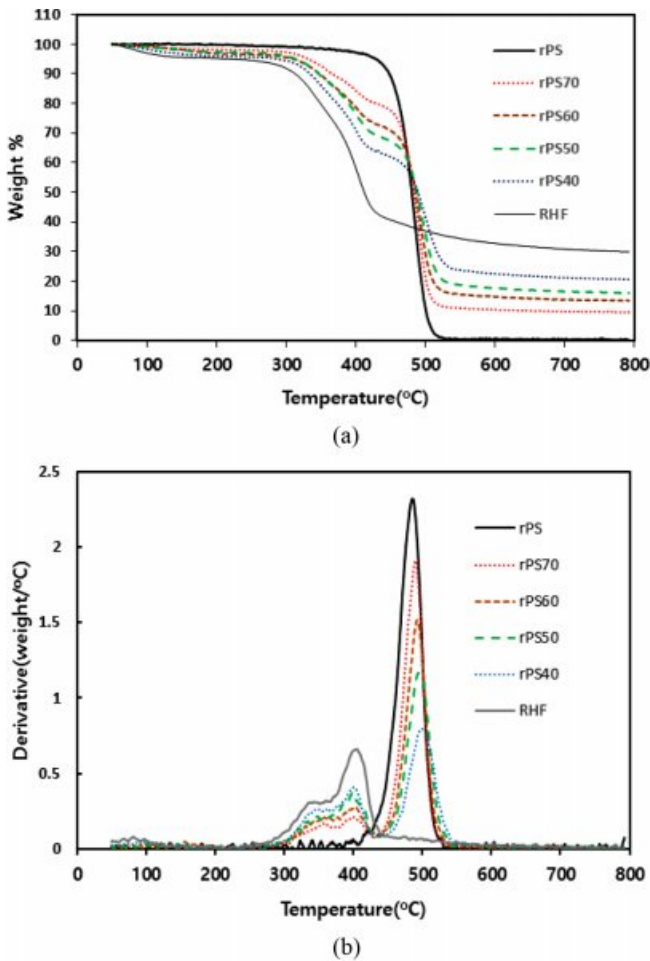 110
100
90
80
70
60
50
40
30
20
10
0
Weight %
rPS
rPS70
rPS60
rPS50
rPS40
RHF
0 100 200 300 400 500 600 700 800
Temperature(°C)
(a)
2.5
2
1.5
1
0.5
0
Derivative(weight/°C)
rPS
rPS70
rPS60
rPS50
rPS40
RHF
0 100 200 300 400 500 600 700 800
Temperature(°C)
(b)